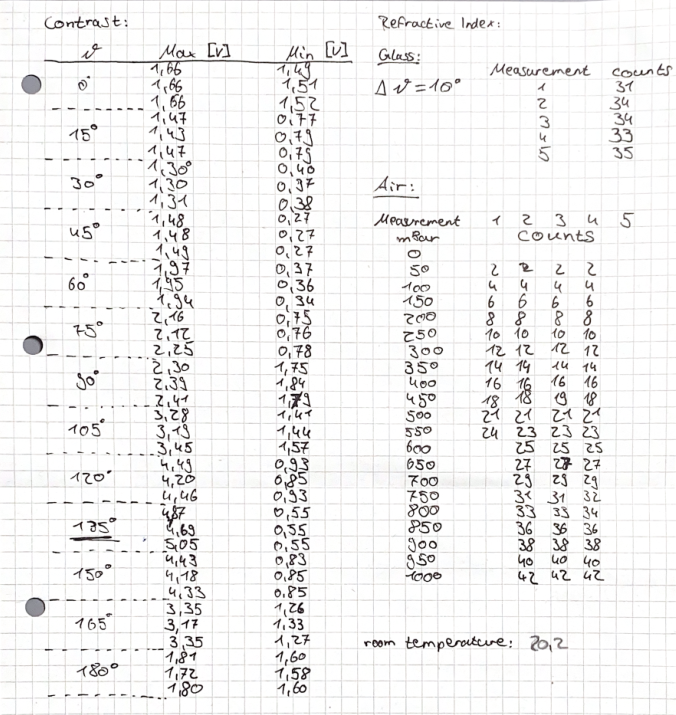 Contrast:
ϑ Max [V] Min [V]
1,66 1,49
0° 1,66 1,51
1,66 1,52
1,47 0,77
15° 1,43 0,79
1,47 0,79
1,30 0,40
30° 1,30 0,37
1,31 0,38
1,48 0,27
45° 1,48 0,27
1,49 0,27
1,97 0,37
60° 1,95 0,36
1,94 0,34
2,16 0,75
75° 2,12 0,76
2,25 0,78
2,30 1,75
90° 2,39 1,84
2,41 1,79
3,28 1,41
105° 3,19 1,44
3,45 1,57
4,49 0,93
120° 4,20 0,85
4,46 0,93
4,87 0,55
135° 4,69 0,55
5,05 0,55
4,43 0,83
150° 4,18 0,85
4,33 0,85
3,35 1,26
165° 3,17 1,33
3,35 1,27
1,81 1,60
180° 1,72 1,58
1,80 1,60
Refractive Index:
Glass:
Δϑ=10°
Measurement counts
1 31
2 34
3 34
4 33
5 35
Air:
Measurement 1 2 3 4 5
mBar counts
0
50 2 2 2 2
100 4 4 4 4
150 6 6 6 6
200 8 8 8 8
250 10 10 10 10
300 12 12 12 12
350 14 14 14 14
400 16 16 16 16
450 18 18 19 18
500 21 21 21 21
550 24 23 23 23
600 25 25 25
650 27 27 27
700 29 29 29
750 31 31 32
800 33 33 34
850 36 36 36
900 38 38 38
950 40 40 40
1000 42 42 42
room temperature: 20,2